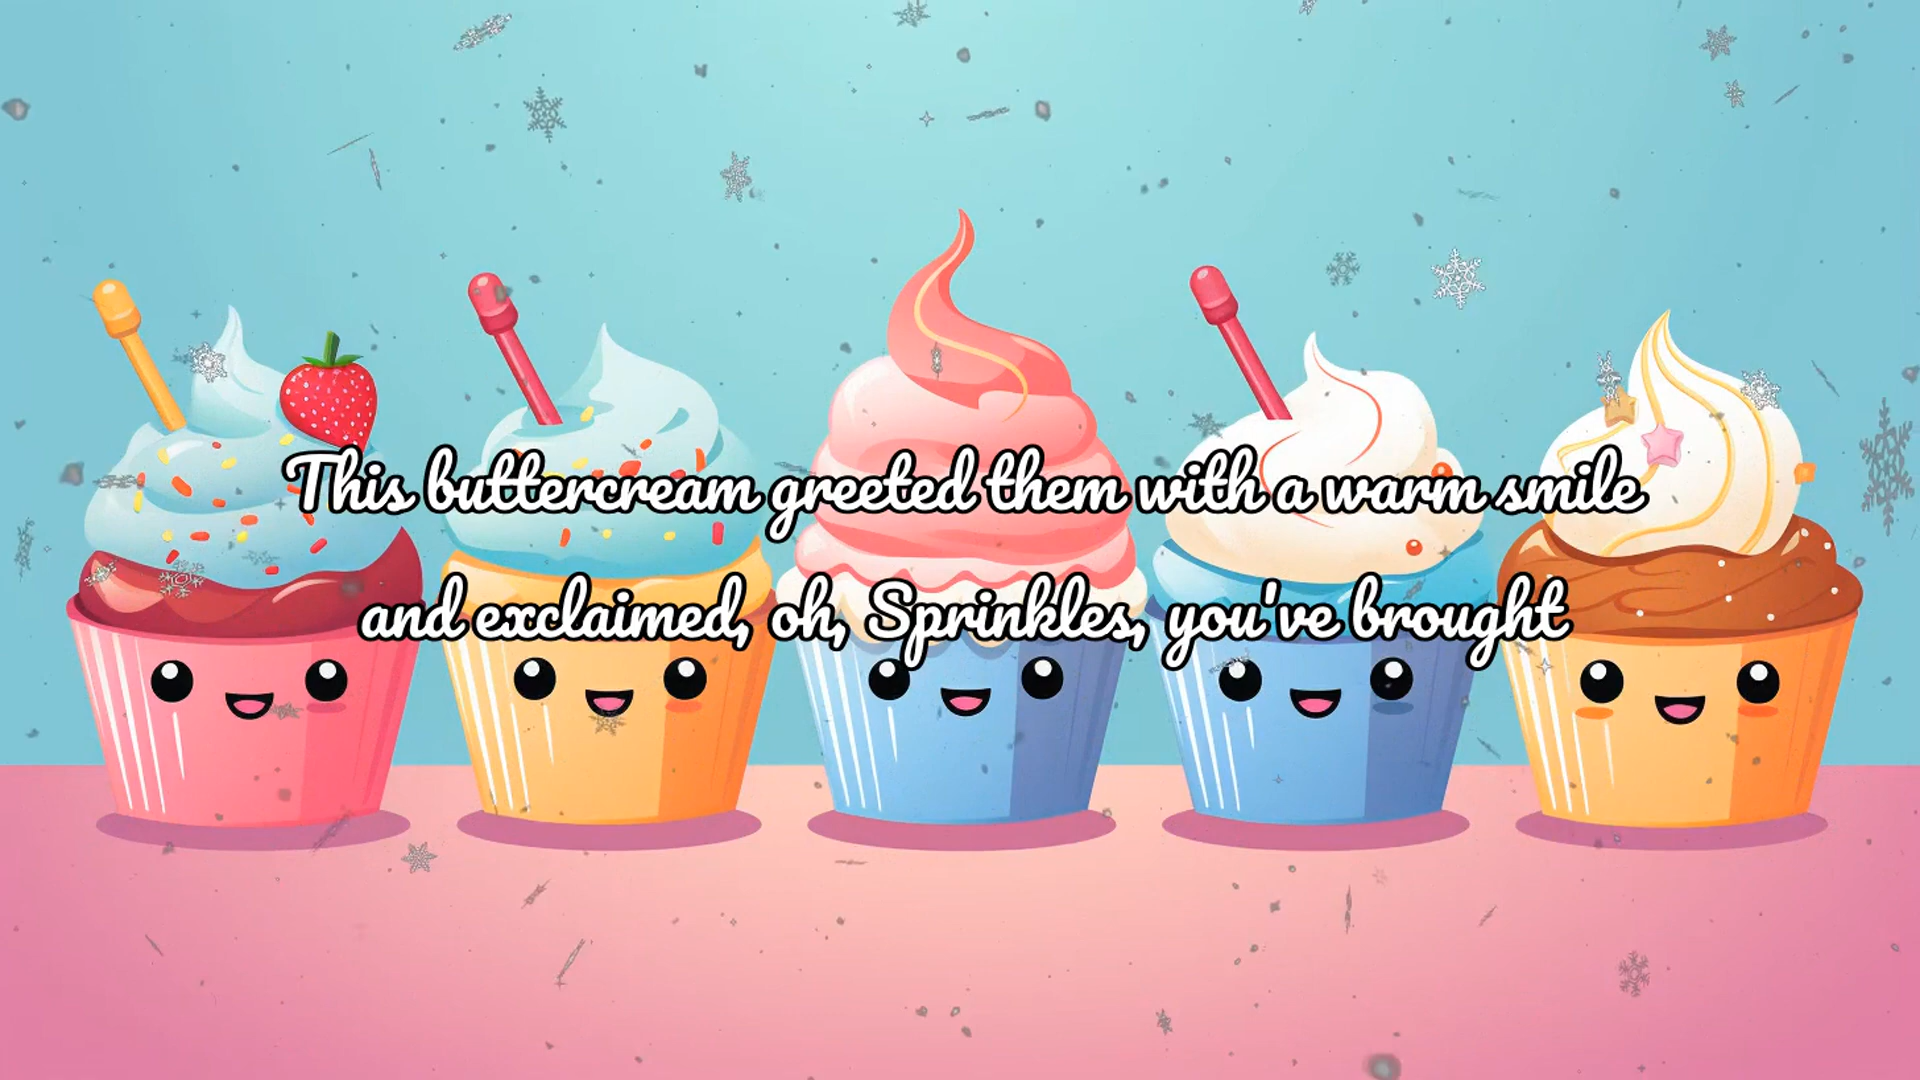 This buttercream greeted them with a warm smile
and exclaimed, oh, Sprinkles, you've brought